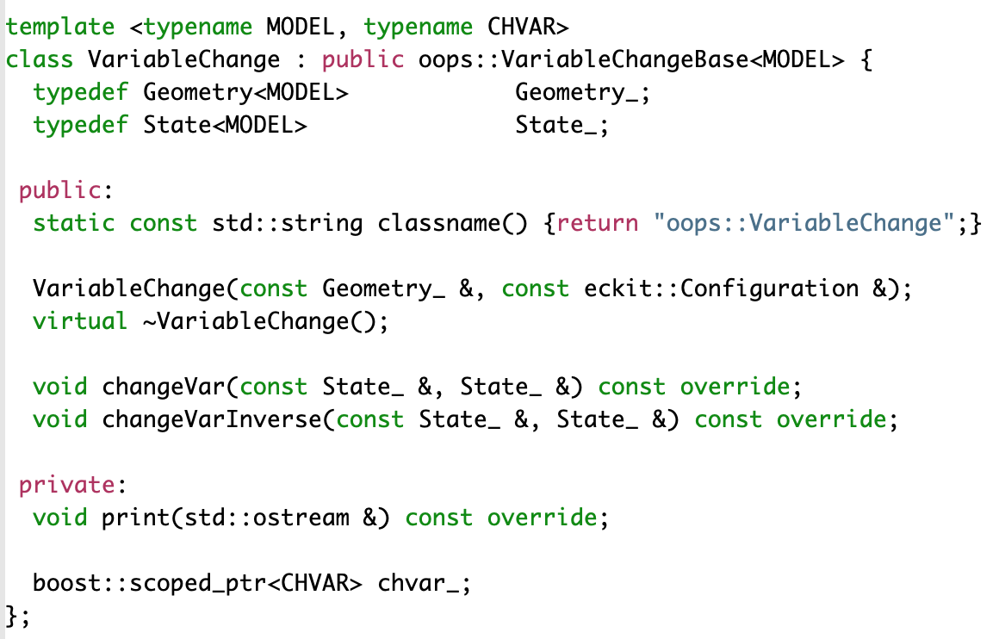 template <typename MODEL, typename CHVAR>
class VariableChange : public oops::VariableChangeBase<MODEL> {
  typedef Geometry<MODEL>            Geometry_;
  typedef State<MODEL>               State_;

 public:
  static const std::string classname() {return "oops::VariableChange";}

  VariableChange(const Geometry_ &, const eckit::Configuration &);
  virtual ~VariableChange();

  void changeVar(const State_ &, State_ &) const override;
  void changeVarInverse(const State_ &, State_ &) const override;

 private:
  void print(std::ostream &) const override;

  boost::scoped_ptr<CHVAR> chvar_;
};